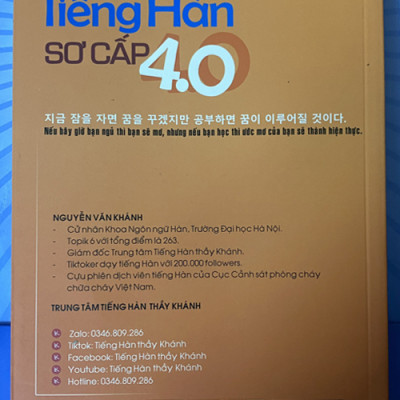 Tiếng Hàn
SƠ CẤP 4.0
지금 잠을 자면 꿈을 꾸겠지만 공부하면 꿈이 이루어질 것이다.
Nếu bây giờ bạn ngủ thì bạn sẽ mơ, nhưng nếu bạn học thì ước mơ của bạn sẽ thành hiện thực.
NGUYỄN VĂN KHÁNH
- Cử nhân Khoa Ngôn ngữ Hàn, Trường Đại học Hà Nội.
- Topik 6 với tổng điểm là 263.
- Giám đốc Trung tâm Tiếng Hàn thầy Khánh.
- Tiktoker dạy tiếng Hàn với 200.000 followers.
- Cựu phiên dịch viên tiếng Hàn của Cục Cảnh sát phòng cháy
chữa cháy Việt Nam.
TRUNG TÂM TIẾNG HÀN THẦY KHÁNH
Zalo: 0346.809.286
Tiktok: Tiếng Hàn thầy Khánh
Facebook: Tiếng Hàn thầy Khánh
Youtube: Tiếng Hàn thầy Khánh
Hotline: 0346.809.286